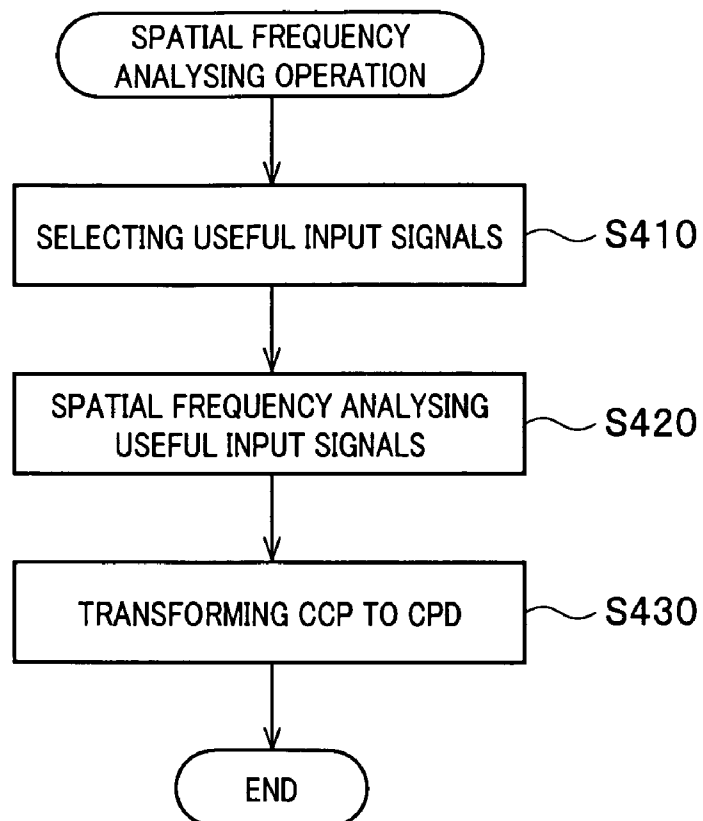 SPATIAL FREQUENCY
ANALYSING OPERATION
SELECTING USEFUL INPUT SIGNALS
S410
SPATIAL FREQUENCY ANALYSING
USEFUL INPUT SIGNALS
S420
TRANSFORMING CCP TO CPD
S430
END